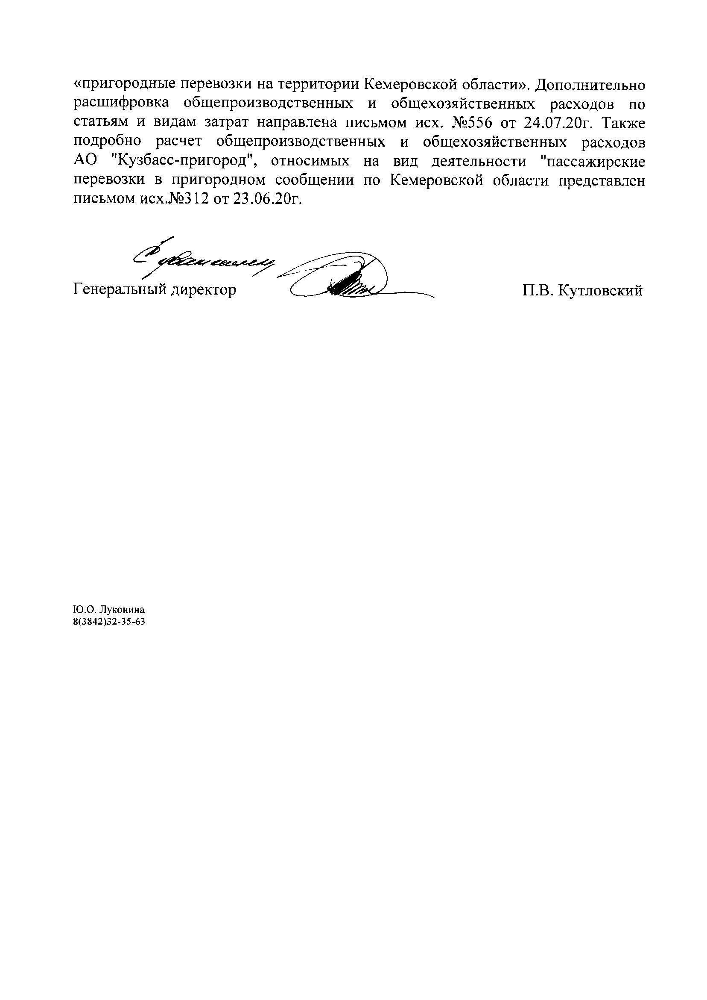 «пригородные перевозки на территории Кемеровской области». Дополнительно
расшифровка общепроизводственных и общехозяйственных расходов по
статьям и видам затрат направлена письмом исх. №556 от 24.07.20г. Также
подробно расчет общепроизводственных и общехозяйственных расходов
АО "Кузбасс-пригород", относимых на вид деятельности "пассажирские
перевозки в пригородном сообщении по Кемеровской области представлен
письмом исх.№312 от 23.06.20г.
С уважением
Генеральный директор П.В. Кутловский
Ю.О. Луконина
8(3842)32-35-63